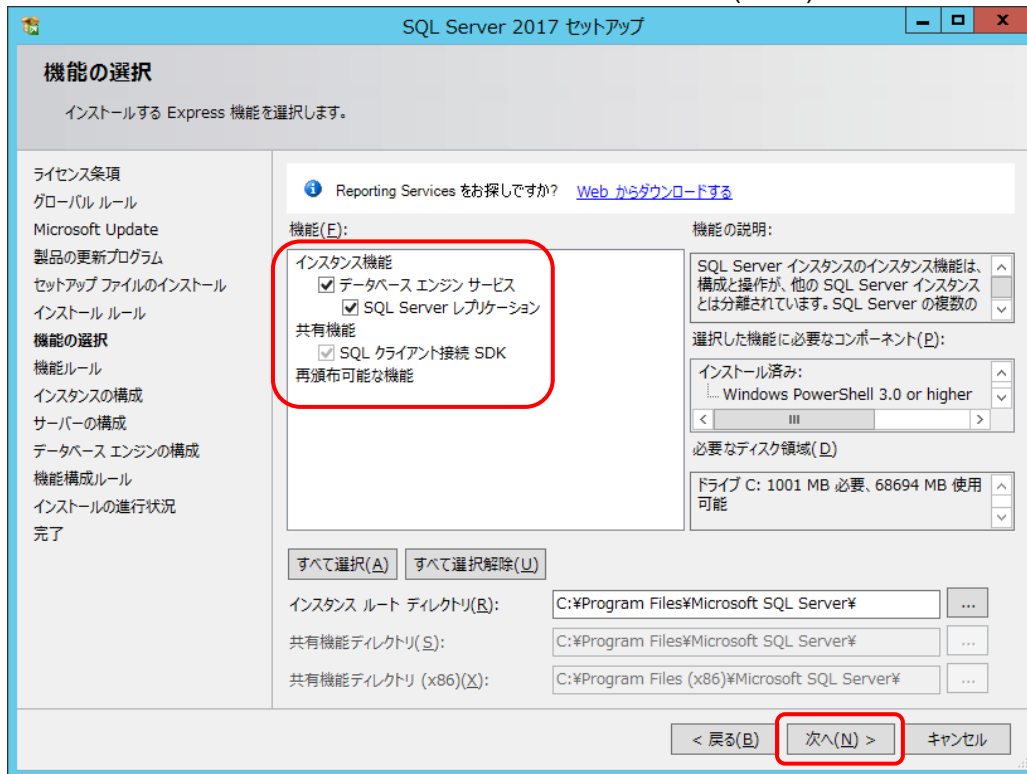 SQL Server 2017 セットアップ
機能の選択
インストールする Express 機能を選択します。
ライセンス条項
グローバル ルール
Microsoft Update
製品の更新プログラム
セットアップ ファイルのインストール
インストール ルール
機能の選択
機能ルール
インスタンスの構成
サーバーの構成
データベース エンジンの構成
機能構成ルール
インストールの進行状況
完了
Reporting Services をお探しですか? Web からダウンロードする
機能(F):
インスタンス機能
データベース エンジン サービス
SQL Server レプリケーション
共有機能
SQL クライアント接続 SDK
再頒布可能な機能
機能の説明:
SQL Server インスタンスのインスタンス機能は、
構成と操作が、他の SQL Server インスタンス
とは分離されています。SQL Server の複数の
選択した機能に必要なコンポーネント(P):
インストール済み:
Windows PowerShell 3.0 or higher
必要なディスク領域(D)
ドライブ C: 1001 MB 必要、68694 MB 使用
可能
すべて選択(A) すべて選択解除(U)
インスタンス ルート ディレクトリ(R): C:¥Program Files¥Microsoft SQL Server¥ ...
共有機能ディレクトリ(S): C:¥Program Files¥Microsoft SQL Server¥ ...
共有機能ディレクトリ (x86)(X): C:¥Program Files (x86)¥Microsoft SQL Server¥ ...
< 戻る(B) 次へ(N) > キャンセル